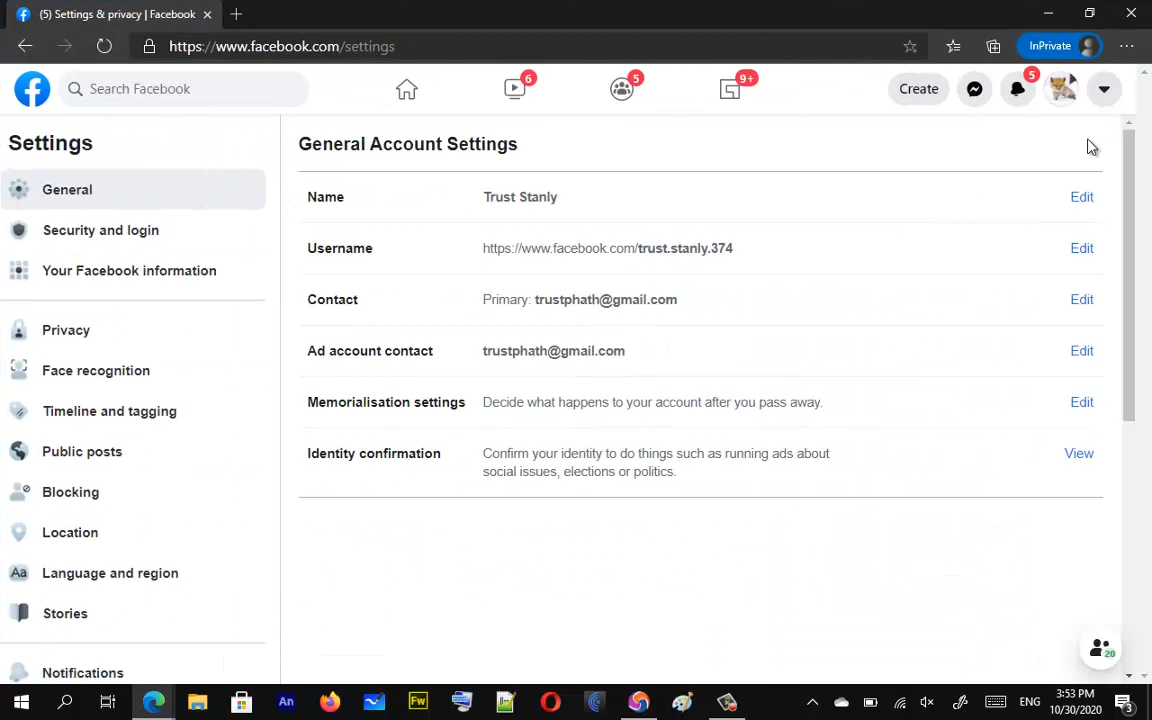 (5) Settings & privacy | Facebook
https://www.facebook.com/settings
InPrivate
Search Facebook
6
5
9+
Create
5
Settings
General
Security and login
Your Facebook information
Privacy
Face recognition
Timeline and tagging
Public posts
Blocking
Location
Aa Language and region
Stories
Notifications
General Account Settings
Name Trust Stanly Edit
Username https://www.facebook.com/trust.stanly.374 Edit
Contact Primary: trustphath@gmail.com Edit
Ad account contact trustphath@gmail.com Edit
Memorialisation settings Decide what happens to your account after you pass away. Edit
Identity confirmation Confirm your identity to do things such as running ads about View
social issues, elections or politics.
20
An
Fw
ENG
3:53 PM
10/30/2020
3